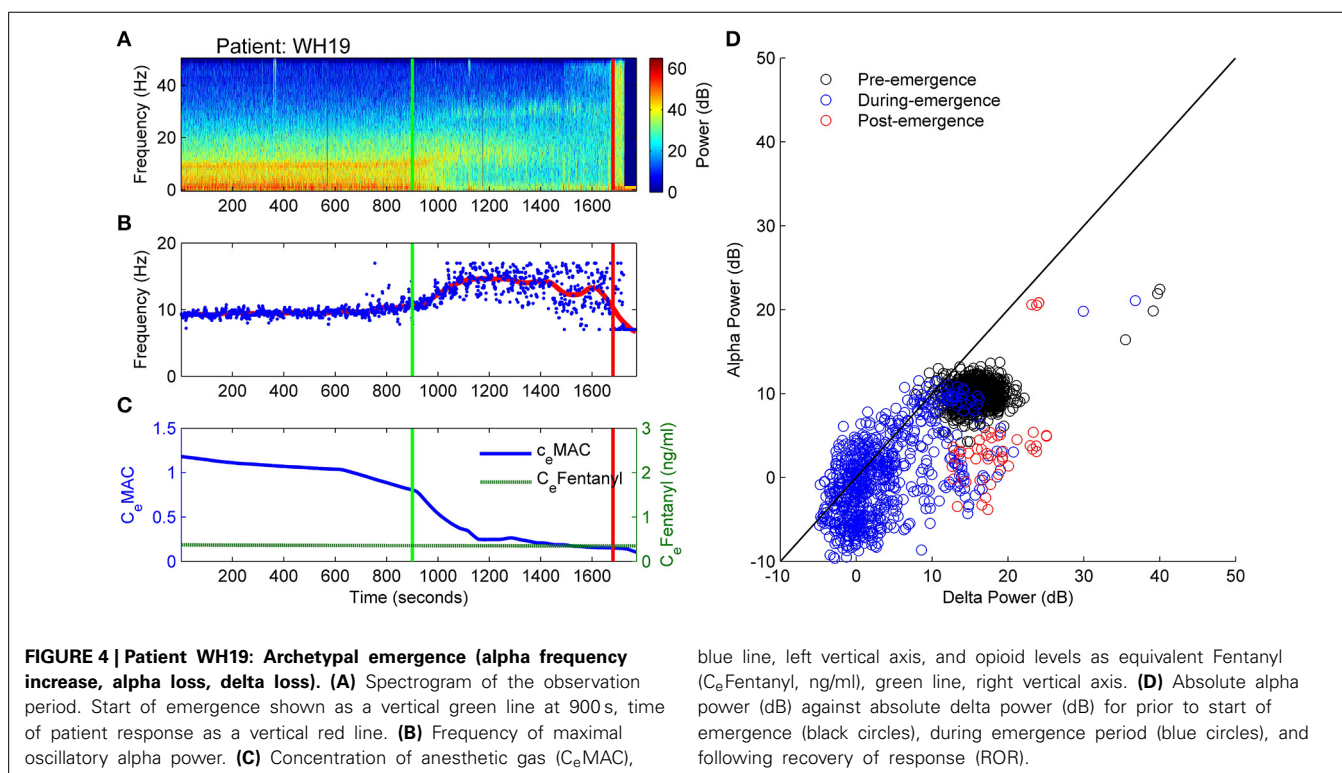 A
Patient: WH19
Frequency (Hz)
40
20
0
200 400 600 800 1000 1200 1400 1600
60
40
20
0
Power (dB)
B
Frequency (Hz)
20
10
0
200 400 600 800 1000 1200 1400 1600
C
CeMAC
1.5
1
0.5
0
ceMAC
CeFentanyl
3
2
1
0
CeFentanyl (ng/ml)
200 400 600 800 1000 1200 1400 1600
Time (seconds)
D
Alpha Power (dB)
50
40
30
20
10
0
-10
Pre-emergence
During-emergence
Post-emergence
-10 0 10 20 30 40 50
Delta Power (dB)
FIGURE 4 | Patient WH19: Archetypal emergence (alpha frequency
increase, alpha loss, delta loss). (A) Spectrogram of the observation
period. Start of emergence shown as a vertical green line at 900 s, time
of patient response as a vertical red line. (B) Frequency of maximal
oscillatory alpha power. (C) Concentration of anesthetic gas (CeMAC),
blue line, left vertical axis, and opioid levels as equivalent Fentanyl
(CeFentanyl, ng/ml), green line, right vertical axis. (D) Absolute alpha
power (dB) against absolute delta power (dB) for prior to start of
emergence (black circles), during emergence period (blue circles), and
following recovery of response (ROR).